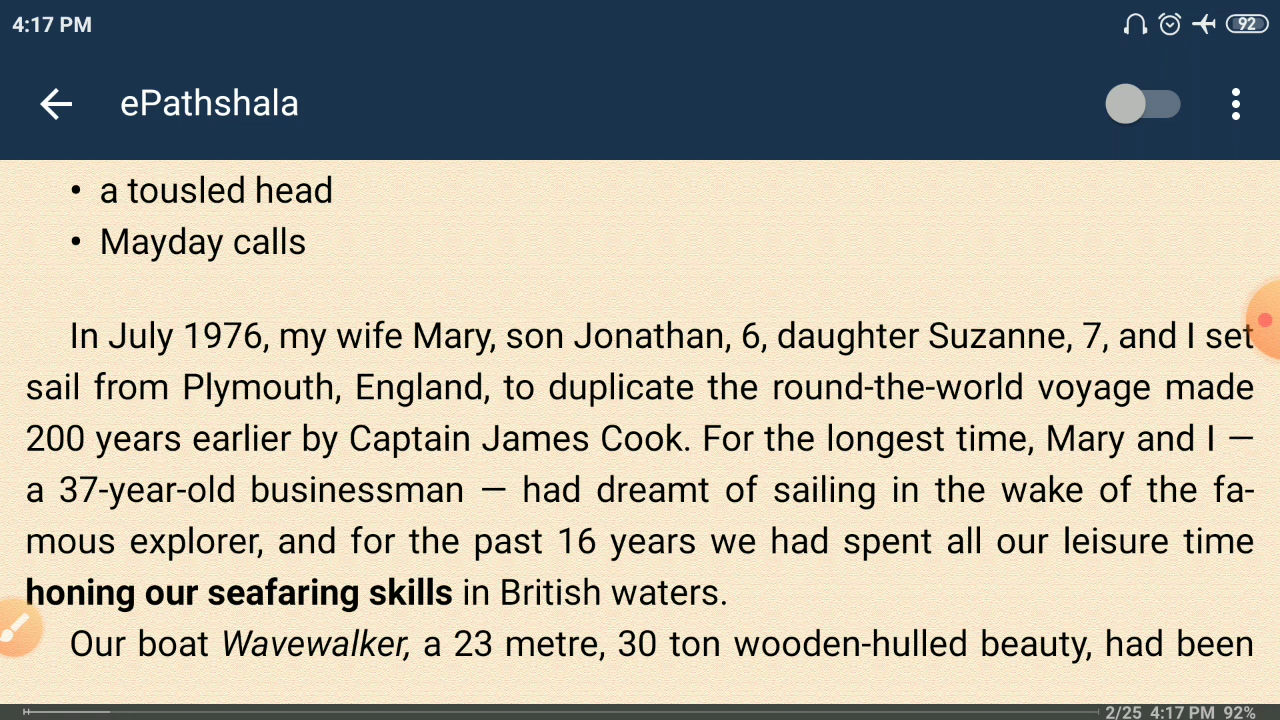 4:17 PM
92
ePathshala
• a tousled head
• Mayday calls
In July 1976, my wife Mary, son Jonathan, 6, daughter Suzanne, 7, and I set
sail from Plymouth, England, to duplicate the round-the-world voyage made
200 years earlier by Captain James Cook. For the longest time, Mary and I —
a 37-year-old businessman — had dreamt of sailing in the wake of the fa-
mous explorer, and for the past 16 years we had spent all our leisure time
honing our seafaring skills in British waters.
Our boat Wavewalker, a 23 metre, 30 ton wooden-hulled beauty, had been
2/25 4:17 PM 92%